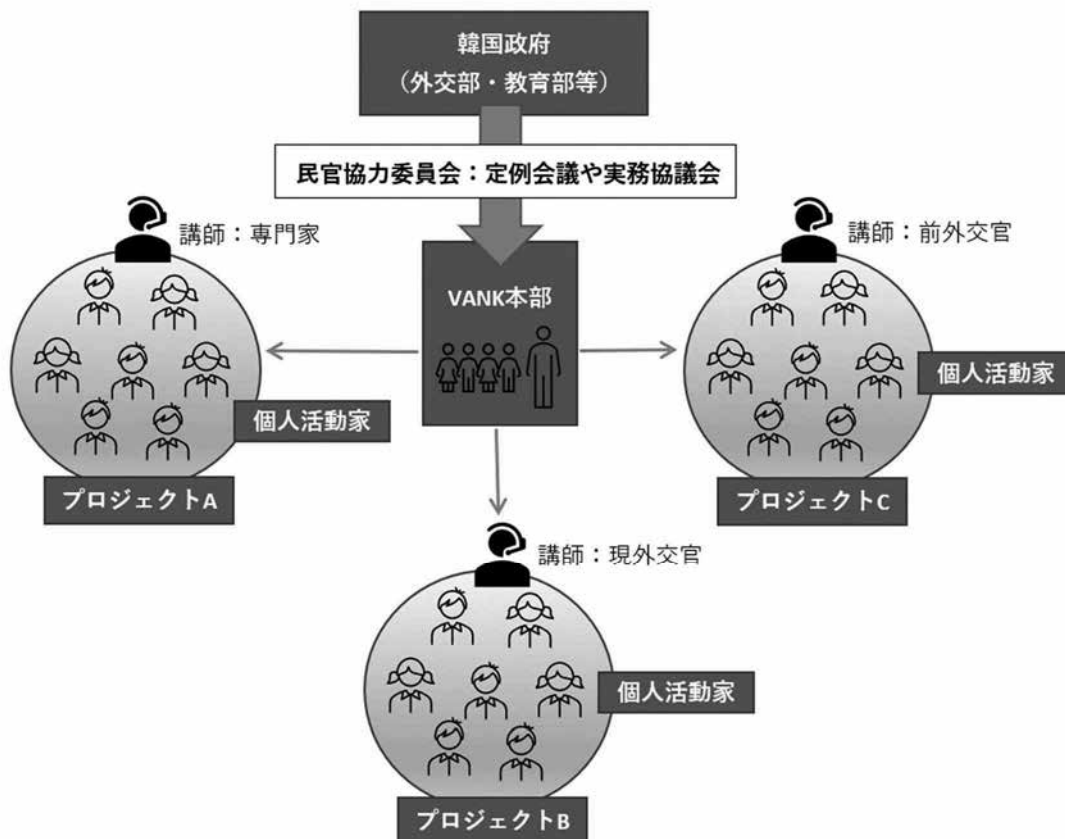 韓国政府
（外交部・教育部等）
民官協力委員会：定例会議や実務協議会
講師：専門家
講師：前外交官
VANK本部
個人活動家
個人活動家
プロジェクトA
プロジェクトC
講師：現外交官
個人活動家
プロジェクトB